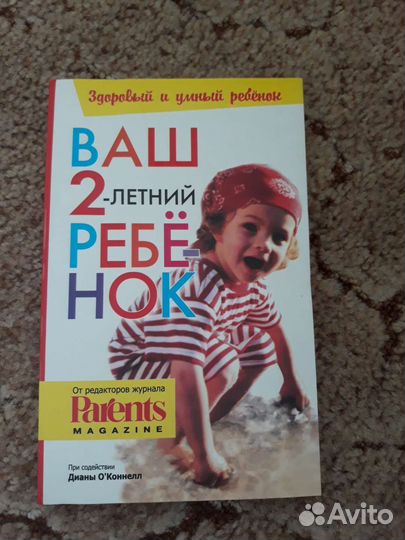 Здоровый и умный ребёнок
ВАШ
2-ЛЕТНИЙ
РЕБЁ-
НОК
От редакторов журнала
Parents
MAGAZINE
При содействии
Дианы О'Коннелл
Avito